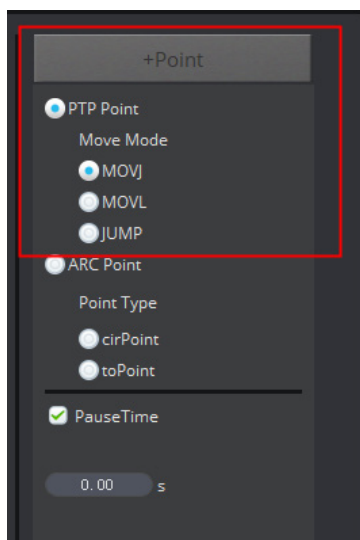 +Point
PTP Point
Move Mode
MOVJ
MOVL
JUMP
ARC Point
Point Type
cirPoint
toPoint
PauseTime
0.00 s